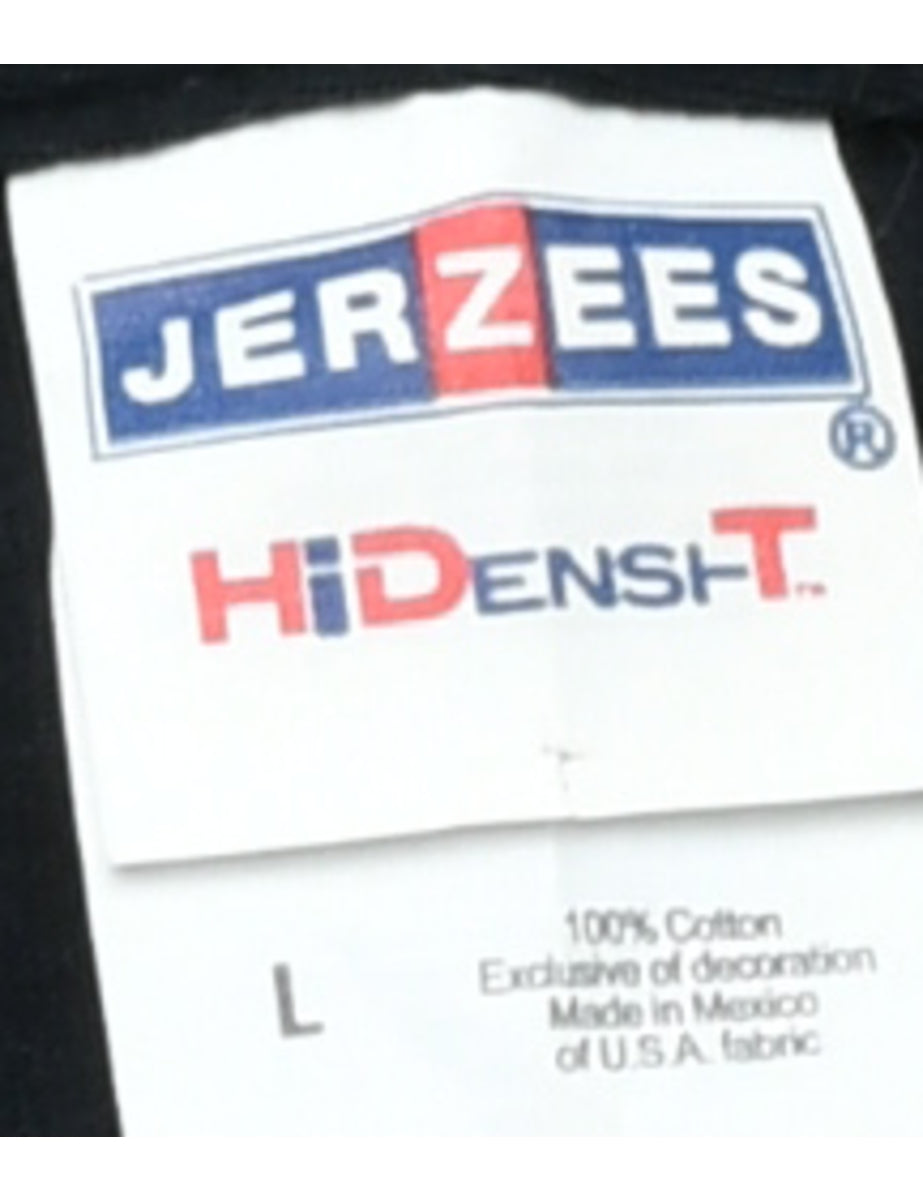 JERZEES
®
HiDENSI-T™
L
100% Cotton
Exclusive of decoration
Made in Mexico
of U.S.A. fabric